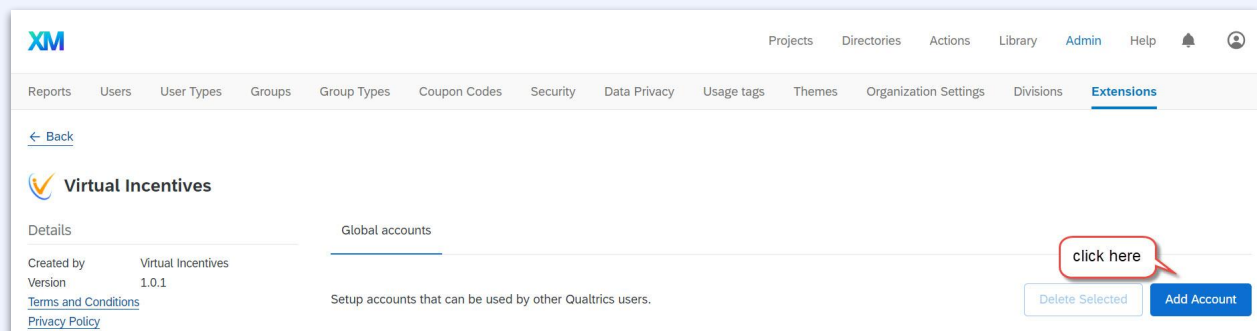 XM
Projects Directories Actions Library Admin Help
Reports Users User Types Groups Group Types Coupon Codes Security Data Privacy Usage tags Themes Organization Settings Divisions Extensions
← Back
Virtual Incentives
Details
Global accounts
Created by Virtual Incentives
click here
Version 1.0.1
Setup accounts that can be used by other Qualtrics users.
Delete Selected Add Account
Terms and Conditions
Privacy Policy